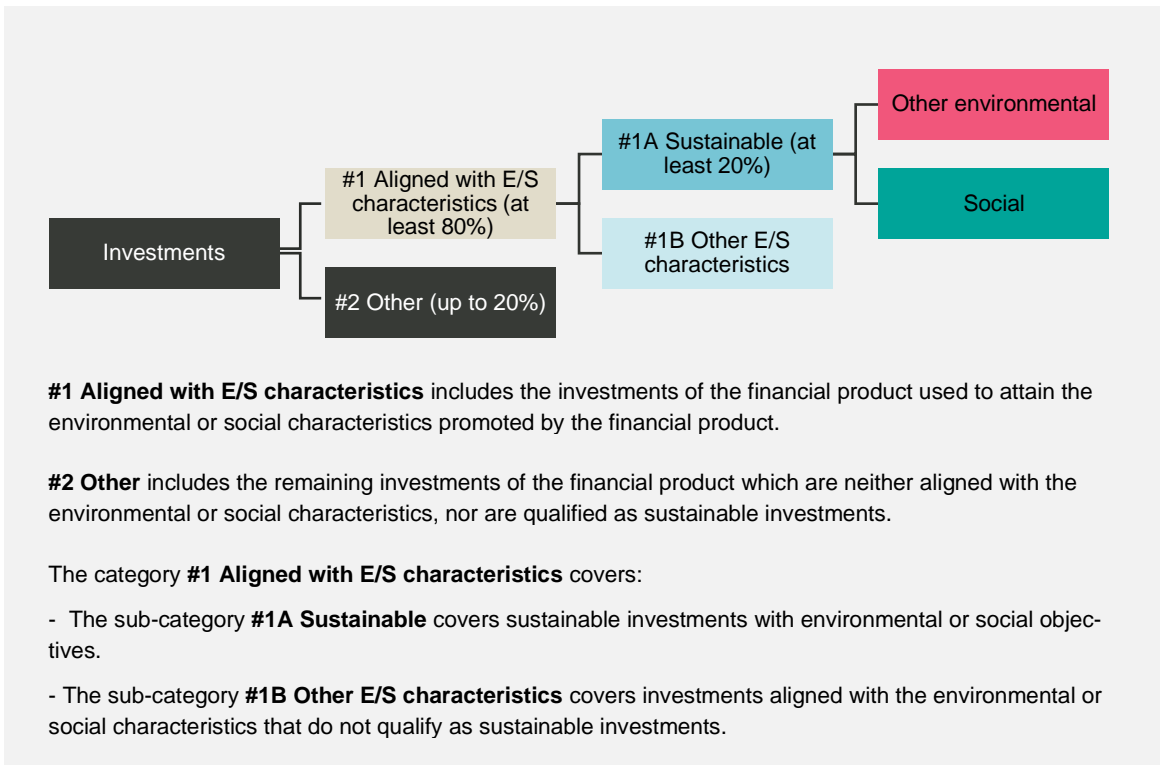 Other environmental
#1A Sustainable (at
least 20%)
#1 Aligned with E/S
characteristics (at
least 80%)
Social
Investments
#1B Other E/S
characteristics
#2 Other (up to 20%)
#1 Aligned with E/S characteristics includes the investments of the financial product used to attain the
environmental or social characteristics promoted by the financial product.
#2 Other includes the remaining investments of the financial product which are neither aligned with the
environmental or social characteristics, nor are qualified as sustainable investments.
The category #1 Aligned with E/S characteristics covers:
- The sub-category #1A Sustainable covers sustainable investments with environmental or social objec-
tives.
- The sub-category #1B Other E/S characteristics covers investments aligned with the environmental or
social characteristics that do not qualify as sustainable investments.